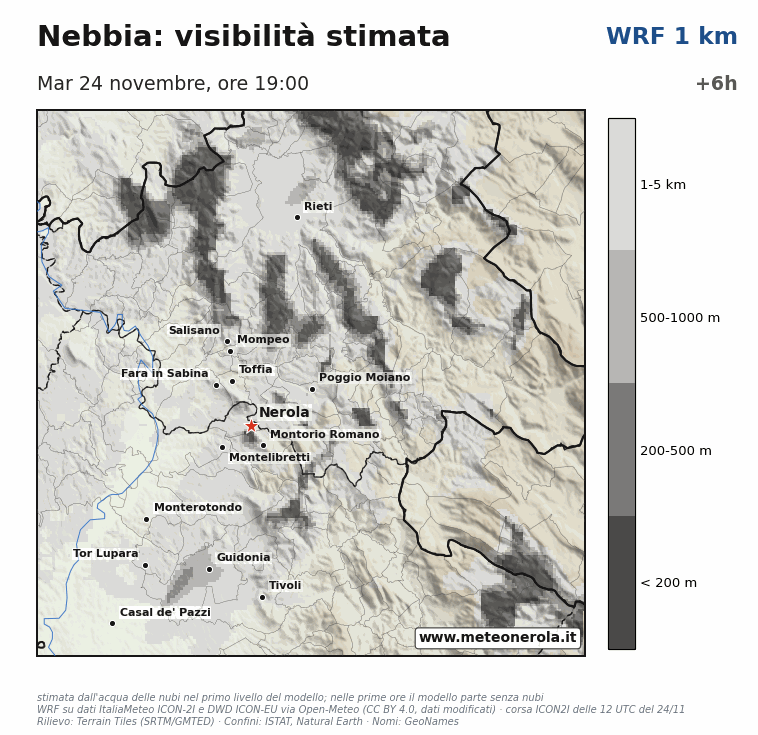 Nebbia: visibilità stimata
WRF 1 km
Mar 24 novembre, ore 19:00
+6h
1-5 km
Rieti
500-1000 m
Salisano
Mompeo
Fara in Sabina
Toffia
Poggio Moiano
Nerola
Montorio Romano
200-500 m
Montelibretti
Monterotondo
Tor Lupara
Guidonia
< 200 m
Tivoli
Casal de' Pazzi
www.meteonerola.it
stimata dall'acqua delle nubi nel primo livello del modello; nelle prime ore il modello parte senza nubi
WRF su dati ItaliaMeteo ICON-2I e DWD ICON-EU via Open-Meteo (CC BY 4.0, dati modificati) · corsa ICON2I delle 12 UTC del 24/11
Rilievo: Terrain Tiles (SRTM/GMTED) · Confini: ISTAT, Natural Earth · Nomi: GeoNames